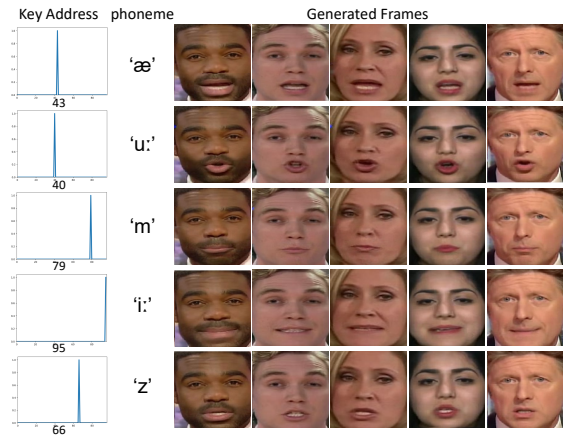 Key Address phoneme Generated Frames
43 'æ'
40 'u:'
79 'm'
95 'i:'
66 'z'